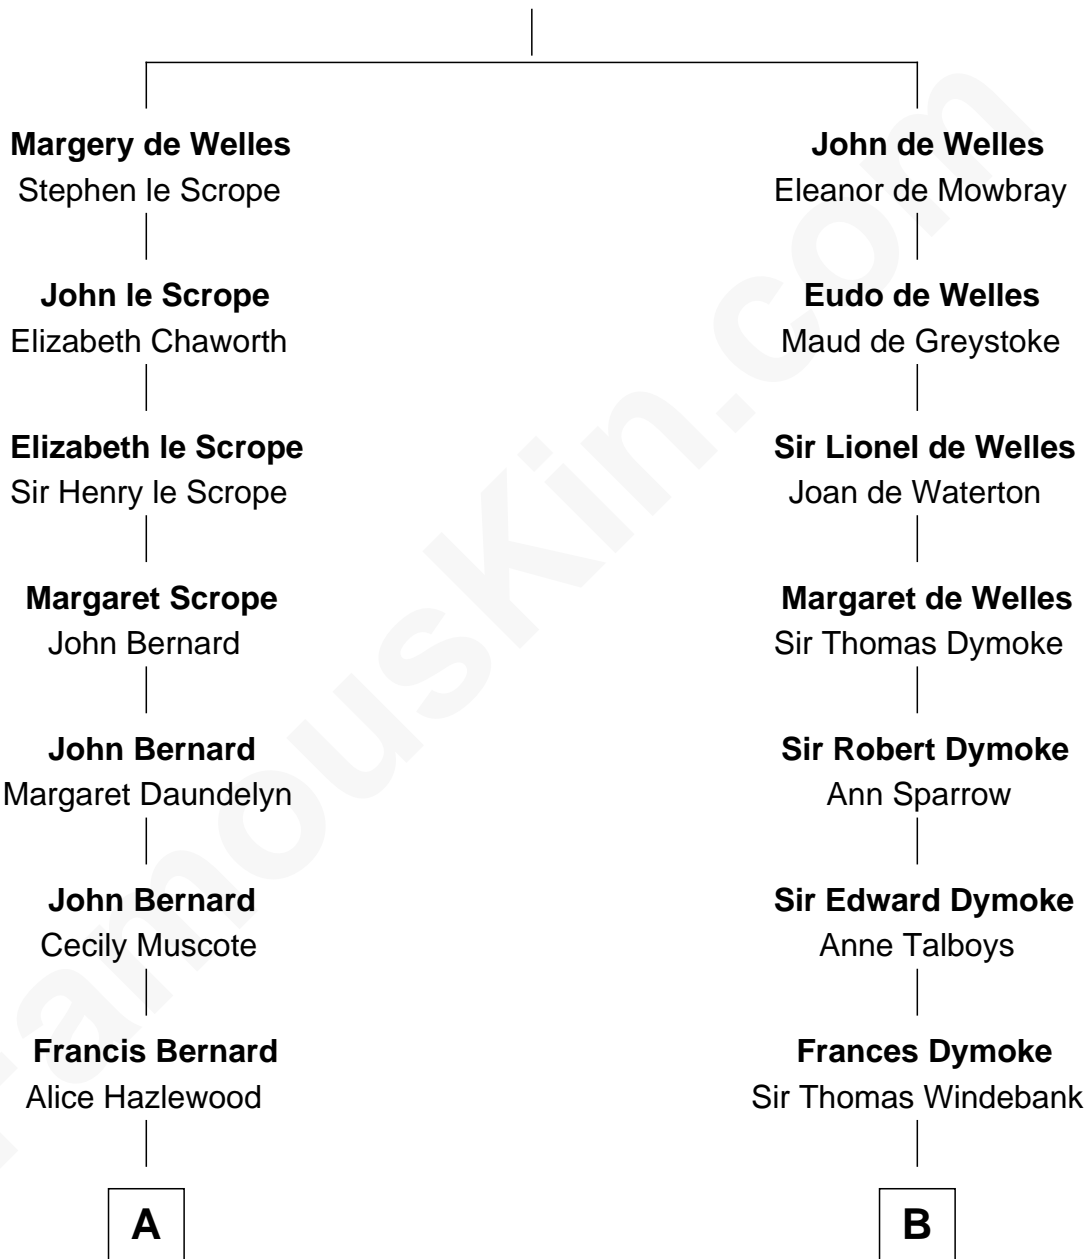 Margery de Welles
Stephen le Scrope
John le Scrope
Elizabeth Chaworth
Elizabeth le Scrope
Sir Henry le Scrope
Margaret Scrope
John Bernard
John Bernard
Margaret Daundelyn
John Bernard
Cecily Muscote
Francis Bernard
Alice Hazlewood
A
John de Welles
Eleanor de Mowbray
Eudo de Welles
Maud de Greystoke
Sir Lionel de Welles
Joan de Waterton
Margaret de Welles
Sir Thomas Dymoke
Sir Robert Dymoke
Ann Sparrow
Sir Edward Dymoke
Anne Talboys
Frances Dymoke
Sir Thomas Windebank
B
FamousKin.com